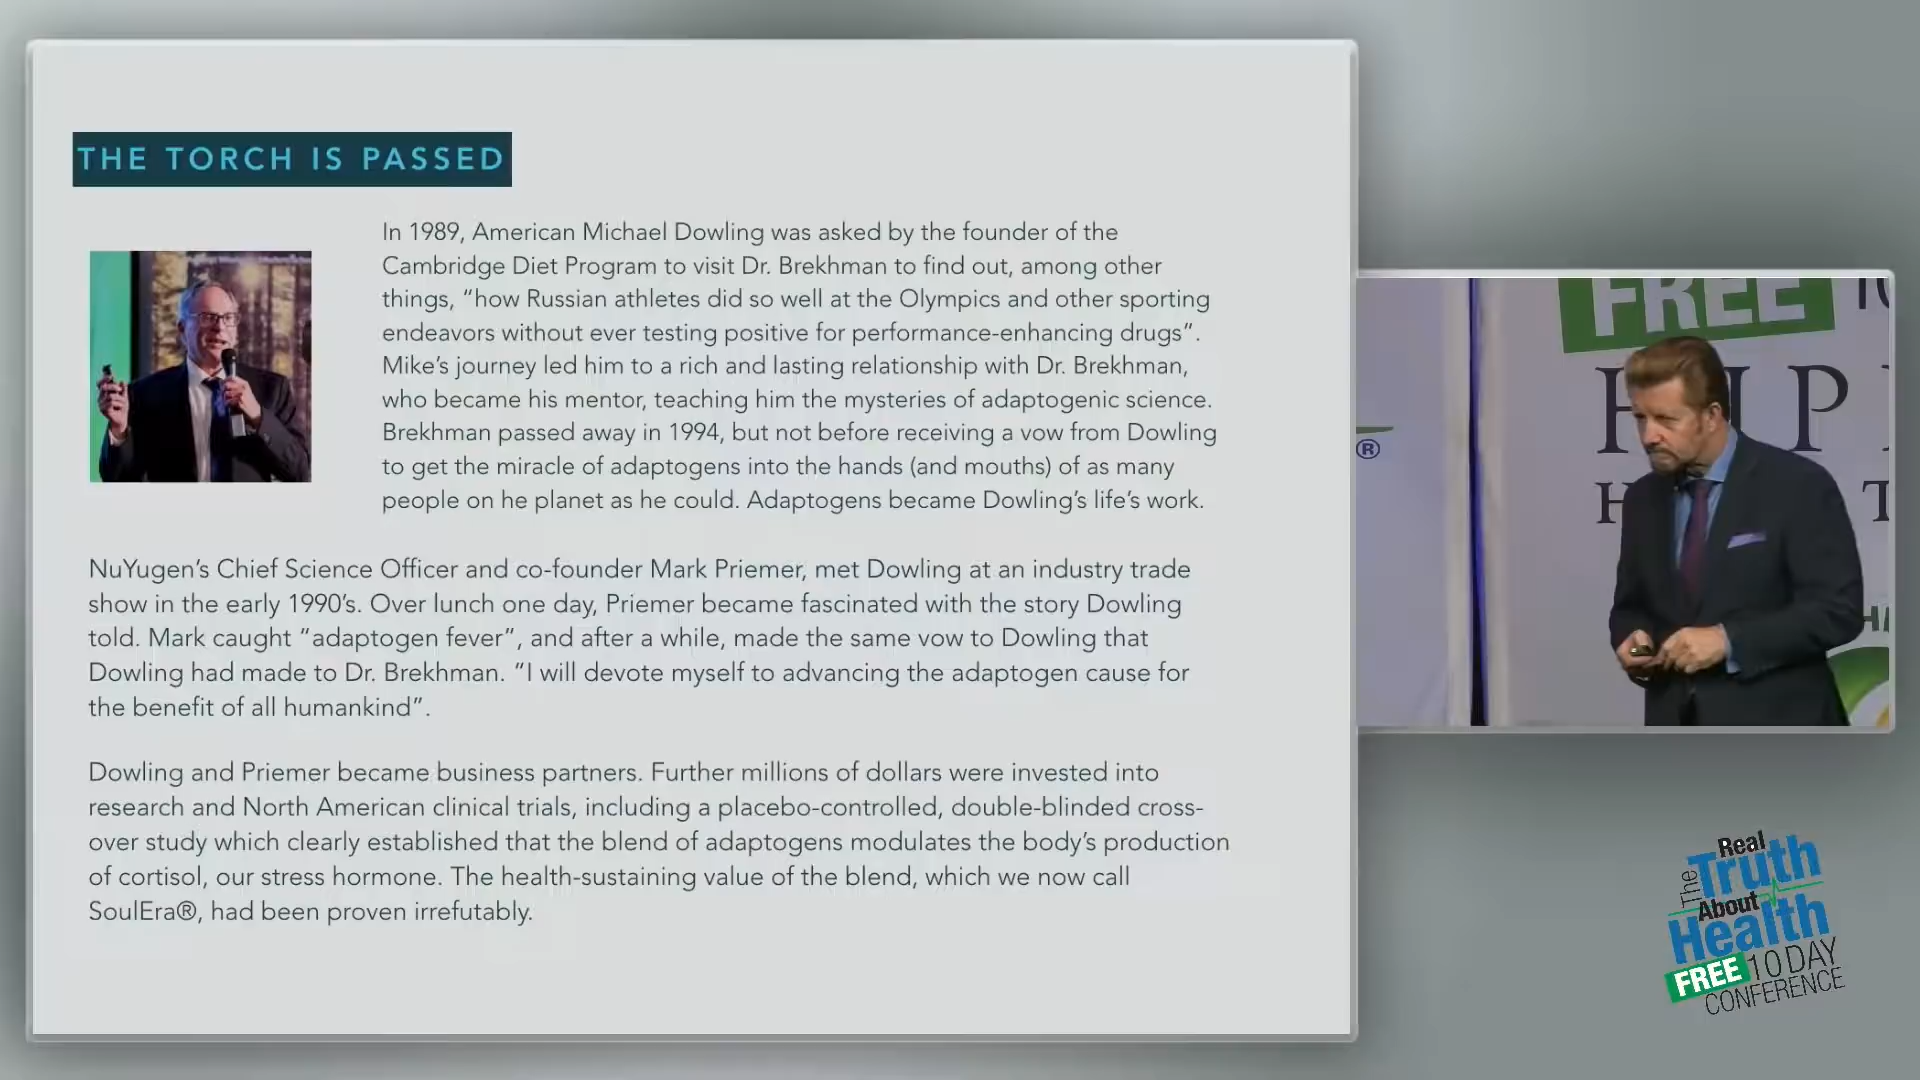 THE TORCH IS PASSED
In 1989, American Michael Dowling was asked by the founder of the
Cambridge Diet Program to visit Dr. Brekhman to find out, among other
things, “how Russian athletes did so well at the Olympics and other sporting
endeavors without ever testing positive for performance-enhancing drugs”.
Mike’s journey led him to a rich and lasting relationship with Dr. Brekhman,
who became his mentor, teaching him the mysteries of adaptogenic science.
Brekhman passed away in 1994, but not before receiving a vow from Dowling
to get the miracle of adaptogens into the hands (and mouths) of as many
people on he planet as he could. Adaptogens became Dowling’s life’s work.
NuYugen’s Chief Science Officer and co-founder Mark Priemer, met Dowling at an industry trade
show in the early 1990’s. Over lunch one day, Priemer became fascinated with the story Dowling
told. Mark caught “adaptogen fever”, and after a while, made the same vow to Dowling that
Dowling had made to Dr. Brekhman. “I will devote myself to advancing the adaptogen cause for
the benefit of all humankind”.
Dowling and Priemer became business partners. Further millions of dollars were invested into
research and North American clinical trials, including a placebo-controlled, double-blinded cross-
over study which clearly established that the blend of adaptogens modulates the body’s production
of cortisol, our stress hormone. The health-sustaining value of the blend, which we now call
SoulEra®, had been proven irrefutably.
FREE
®
The Real
Truth
About
Health
FREE 10 DAY
CONFERENCE